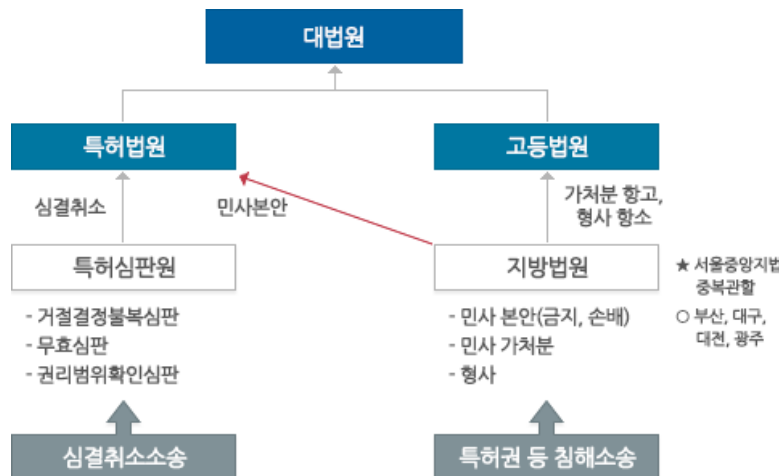 대법원
특허법원
고등법원
심결취소
민사본안
가처분 항고,
형사 항소
특허심판원
지방법원
★ 서울중앙지법
중복관할
- 거절결정불복심판
- 무효심판
- 권리범위확인심판
- 민사 본안(금지, 손배)
- 민사 가처분
- 형사
○ 부산, 대구,
대전, 광주
심결취소소송
특허권 등 침해소송